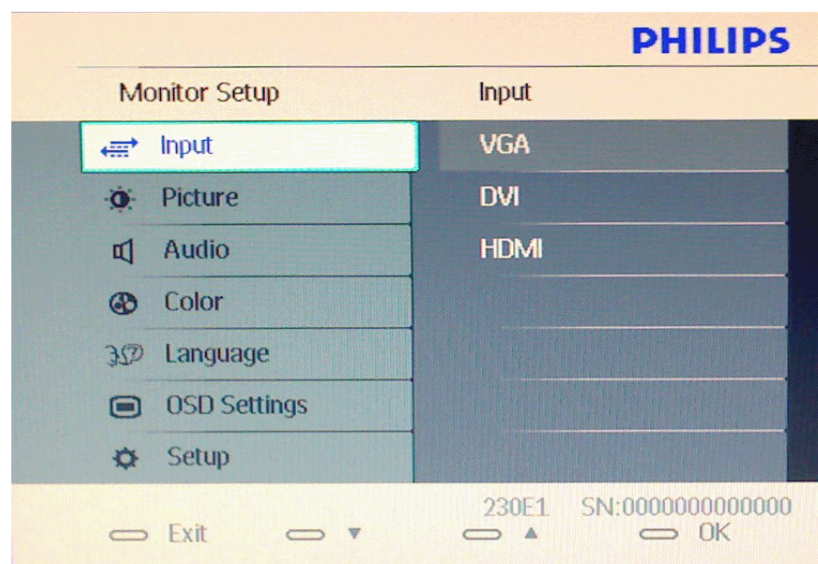 PHILIPS
Monitor Setup Input
Input VGA
Picture DVI
Audio HDMI
Color
Language
OSD Settings
Setup
230E1 SN:0000000000000
Exit ▼ ▲ OK